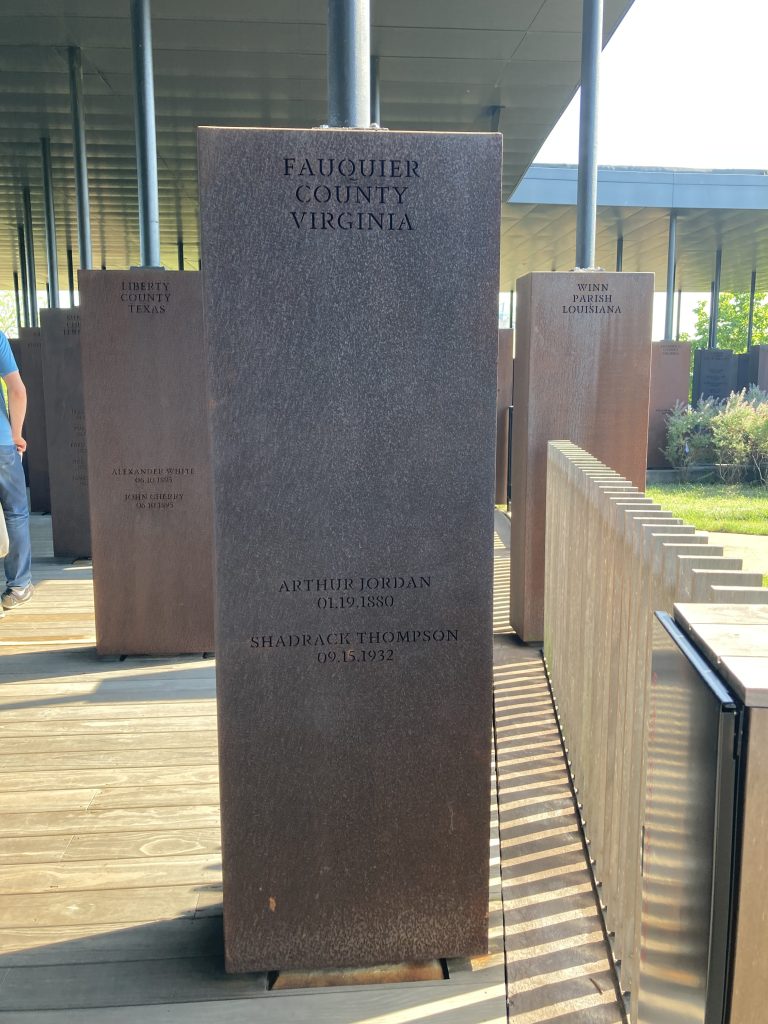 FAUQUIER
COUNTY
VIRGINIA
ARTHUR JORDAN
01.19.1880
SHADRACK THOMPSON
09.15.1932
LIBERTY
COUNTY
TEXAS
ALEXANDER WHITE
06.10.1895
JOHN CHERRY
06.10.1895
WINN
PARISH
LOUISIANA